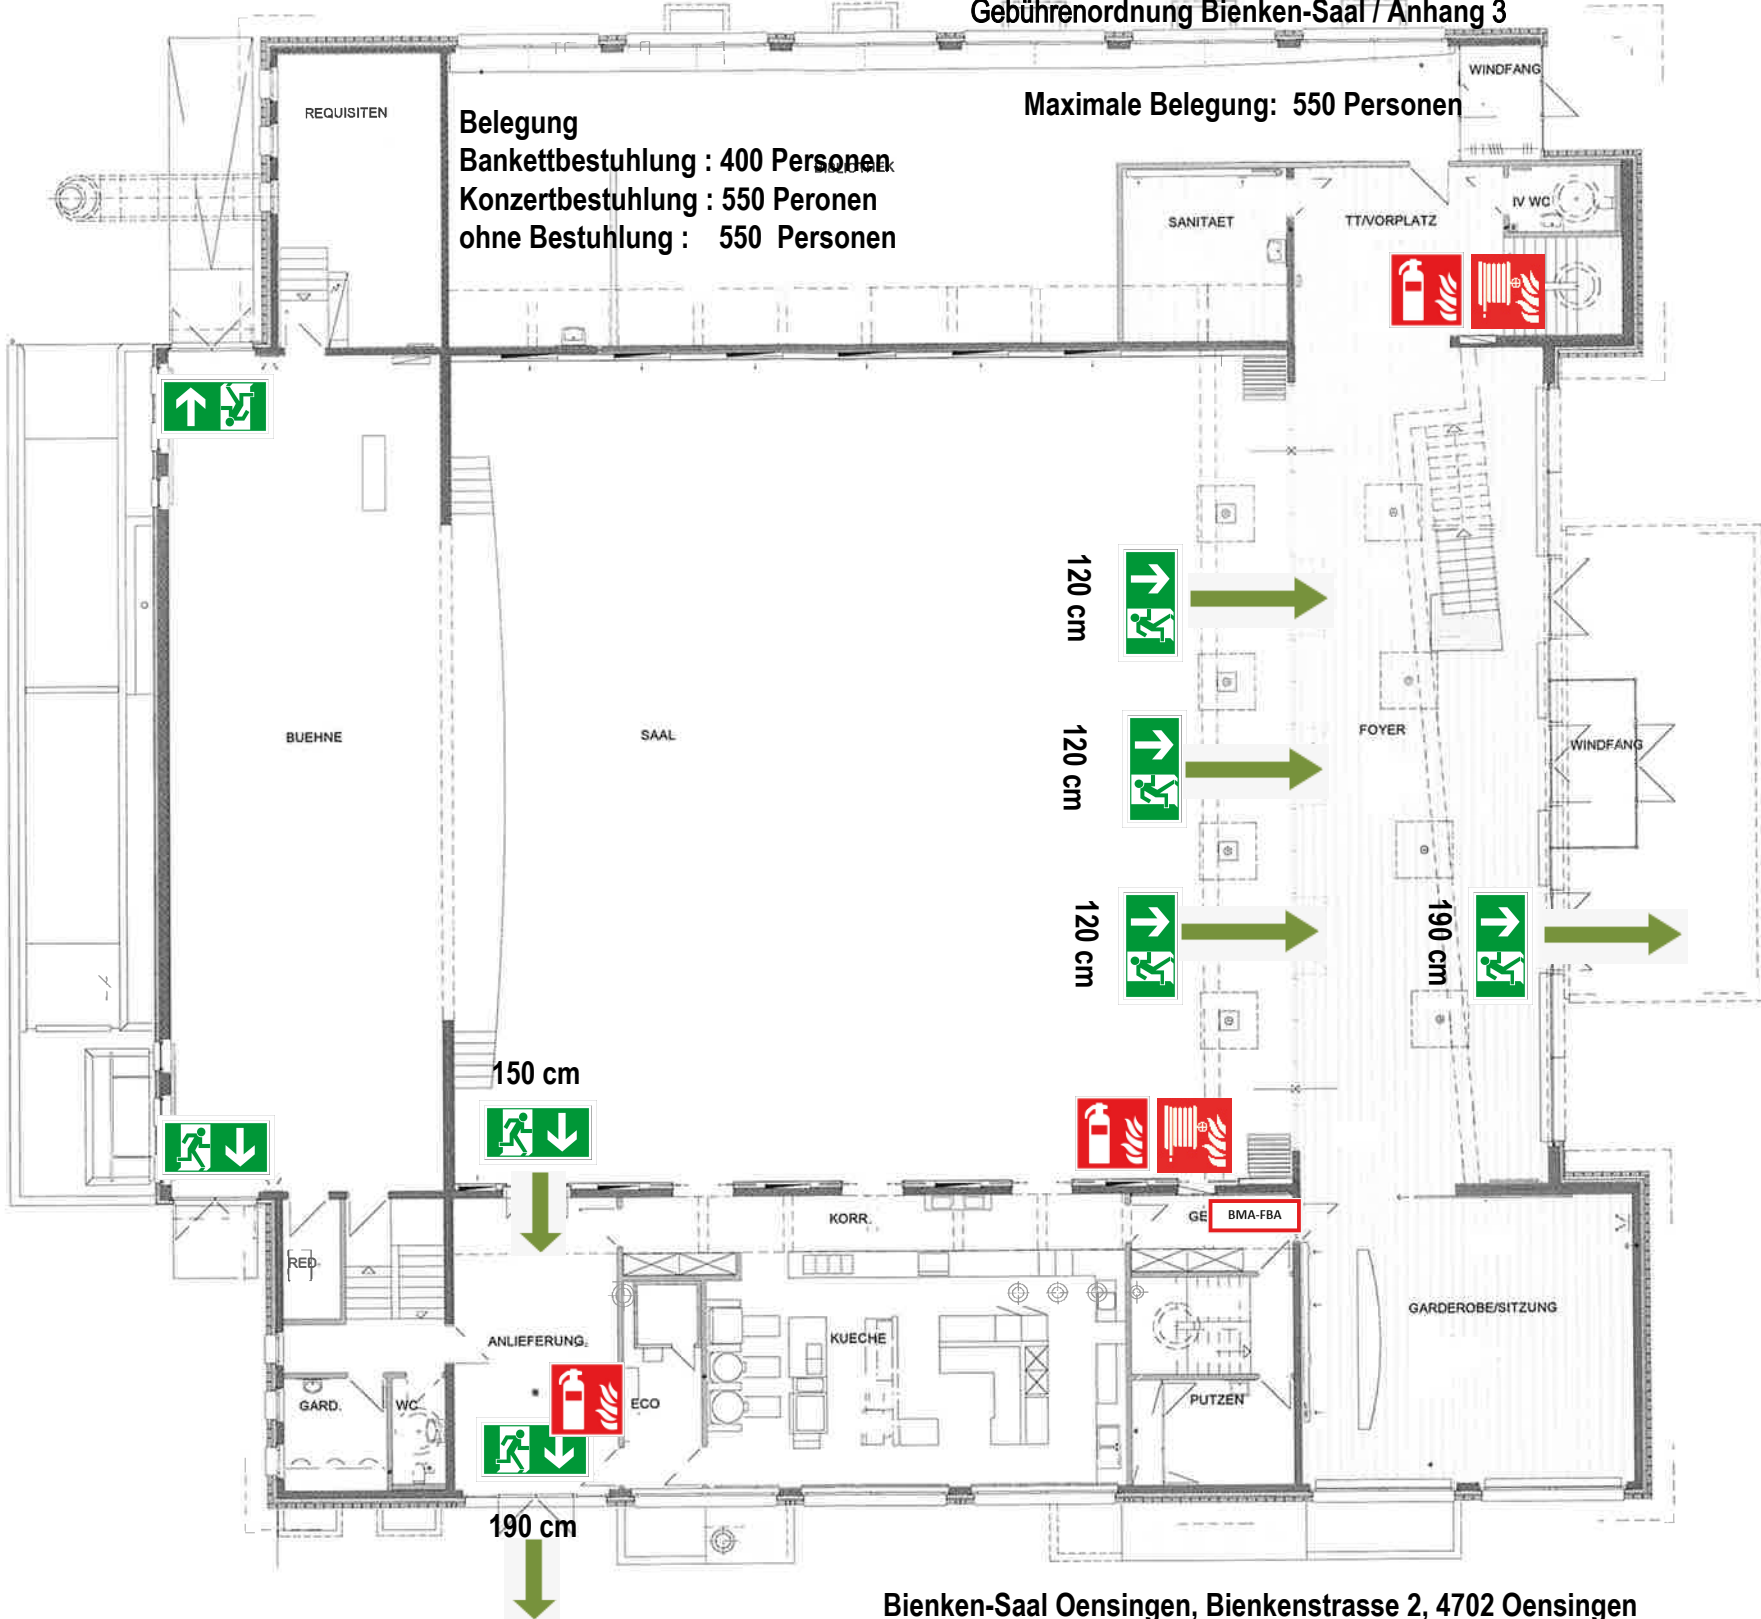 Gebührenordnung Bienken-Saal / Anhang 3
WINDFANG
Maximale Belegung: 550 Personen
REQUISITEN
Belegung
Bankettbestuhlung : 400 Personen
BIBLIOTHEK
Konzertbestuhlung : 550 Peronen
ohne Bestuhlung : 550 Personen
SANITAET
TT/VORPLATZ
IV WC
120 cm
BUEHNE
SAAL
120 cm
FOYER
WINDFANG
120 cm
190 cm
150 cm
KORR.
BMA-FBA
RED.
ANLIEFERUNG.
KUECHE
GARDEROBE/SITZUNG
GARD.
WC
ECO
PUTZEN
190 cm
Bienken-Saal Oensingen, Bienkenstrasse 2, 4702 Oensingen